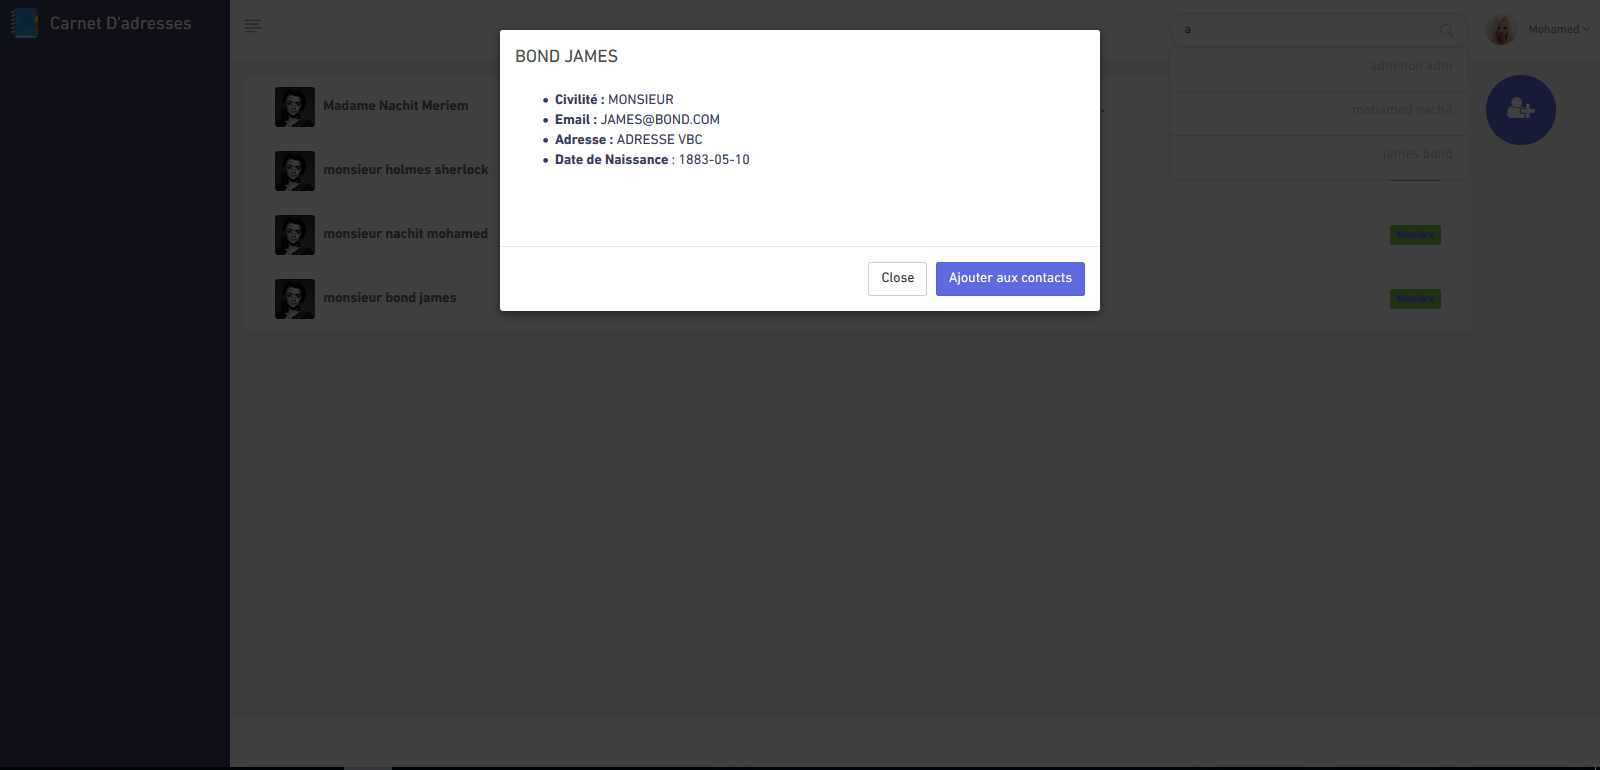 Carnet D'adresses
a
Mohamed
adminon adm
mohamed nachit
james bond
BOND JAMES
Civilité : MONSIEUR
Email : JAMES@BOND.COM
Adresse : ADRESSE VBC
Date de Naissance : 1883-05-10
Close
Ajouter aux contacts
Madame Nachit Meriem
monsieur holmes sherlock
monsieur nachit mohamed
Membre
monsieur bond james
Membre